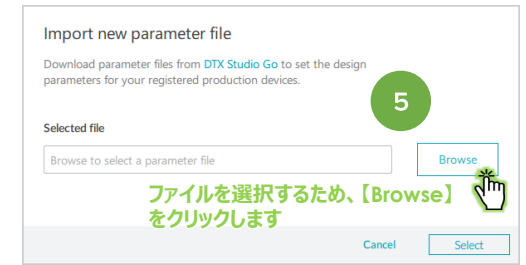 Import new parameter file
Download parameter files from DTX Studio Go to set the design
parameters for your registered production devices.
5
Selected file
Browse to select a parameter file
Browse
ファイルを選択するため、【Browse】
をクリックします
Cancel
Select